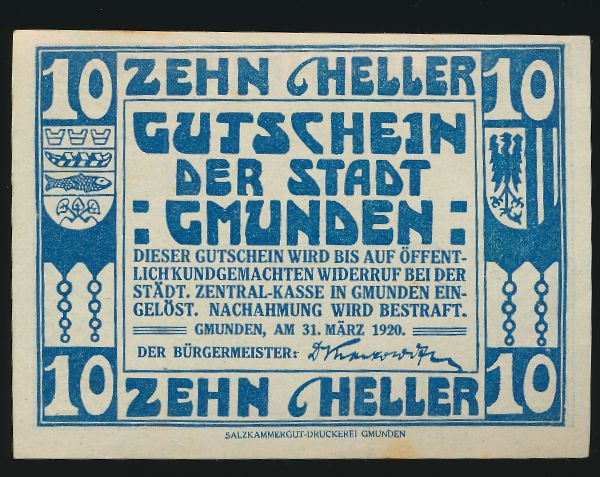 10 ZEHN HELLER 10
GUTSCHEIN
DER STADT
:GMUNDEN:
DIESER GUTSCHEIN WIRD BIS AUF ÖFFENT-
LICH KUNDGEMACHTEN WIDERRUF BEI DER
STÄDT. ZENTRAL-KASSE IN GMUNDEN EIN-
GELÖST. NACHAHMUNG WIRD BESTRAFT.
GMUNDEN, AM 31. MÄRZ 1920.
DER BÜRGERMEISTER:
10 ZEHN HELLER 10
SALZKAMMERGUT-DRUCKEREI GMUNDEN